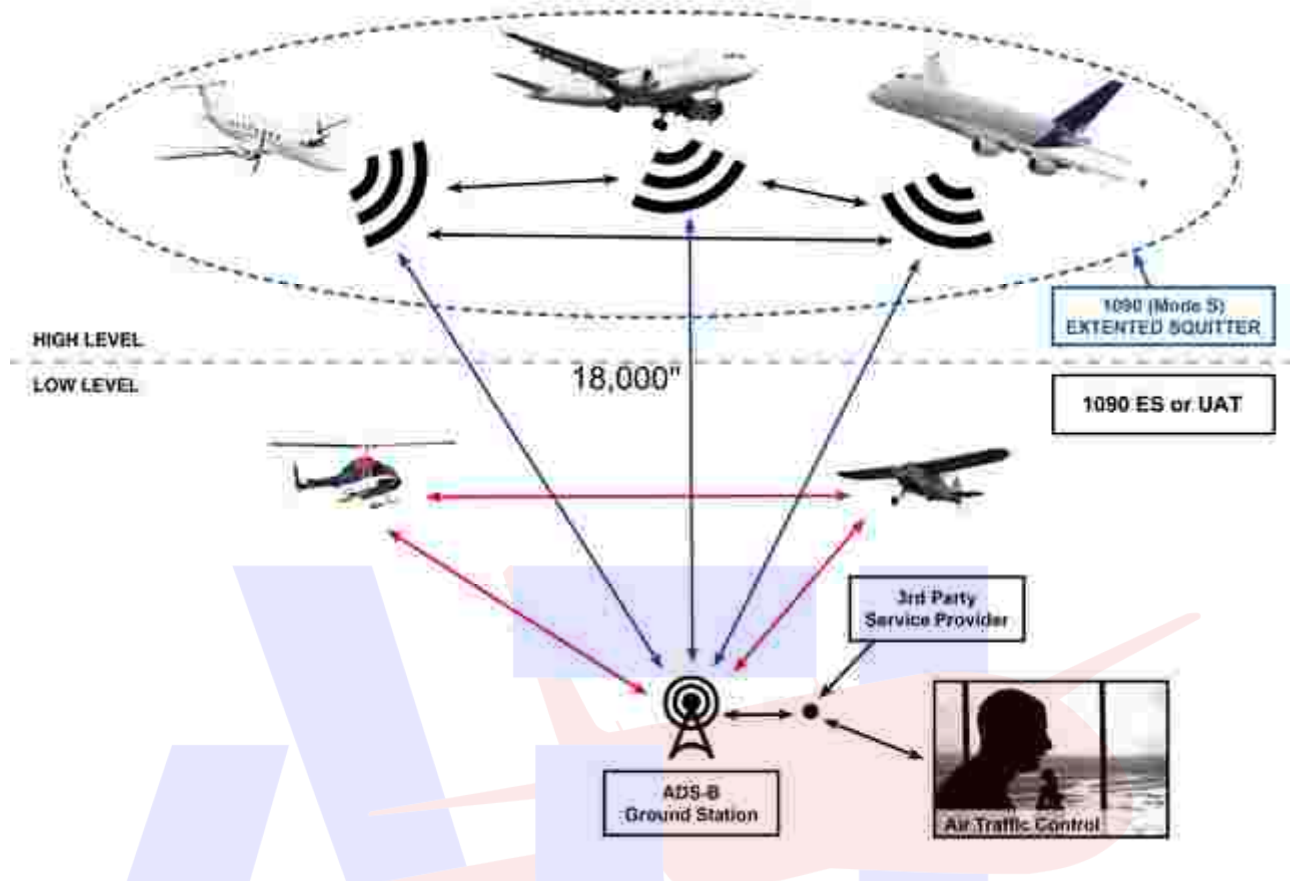 1090 (Mode S)
EXTENTED SQUITTER
HIGH LEVEL
18,000"
LOW LEVEL
1090 ES or UAT
3rd Party
Service Provider
ADS-B
Ground Station
Air Traffic Control